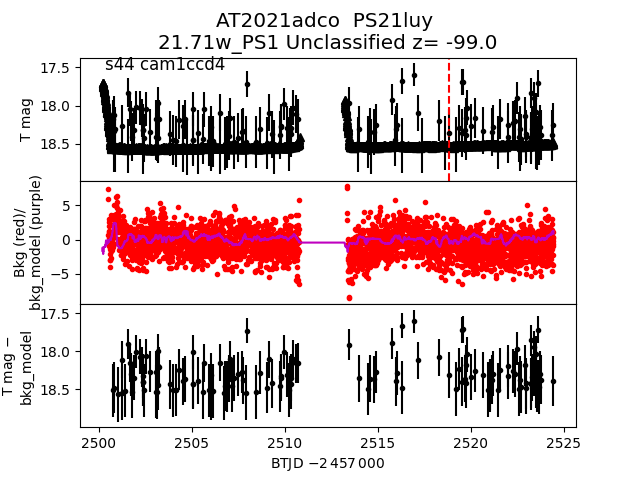 AT2021adco  PS21luy
21.71w_PS1 Unclassified z= -99.0
s44 cam1ccd4
17.5
18.0
18.5
T mag
5
0
−5
Bkg (red)/
bkg_model (purple)
17.5
18.0
18.5
T mag −
bkg_model
2500
2505
2510
2515
2520
2525
BTJD −2 457 000